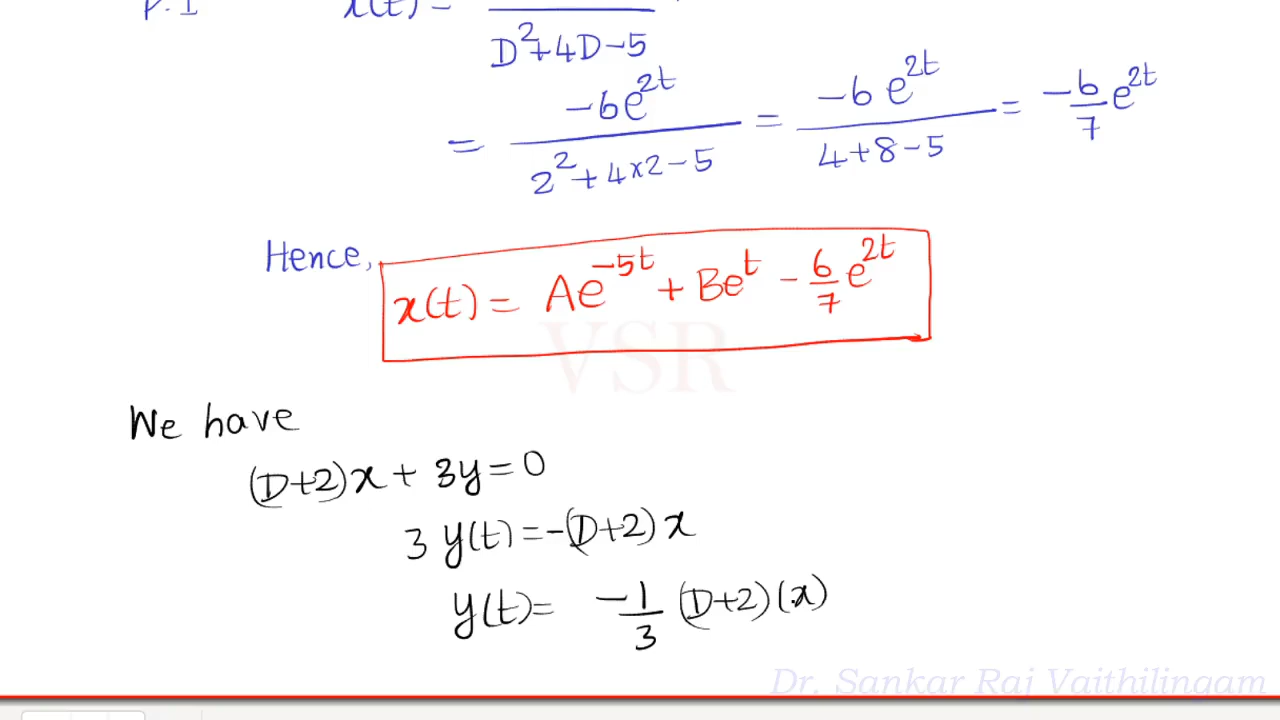 P.I x(t) =
D²+4D-5
= -6e^{2t} / 2²+4×2-5 = -6e^{2t} / 4+8-5 = -6/7 e^{2t}
Hence, x(t) = Ae^{-5t} + Be^{t} - 6/7 e^{2t}
VSR
We have
(D+2)x + 3y = 0
3 y(t) = -(D+2)x
y(t) = -1/3 (D+2)(x)
Dr. Sankar Raj Vaithilingam